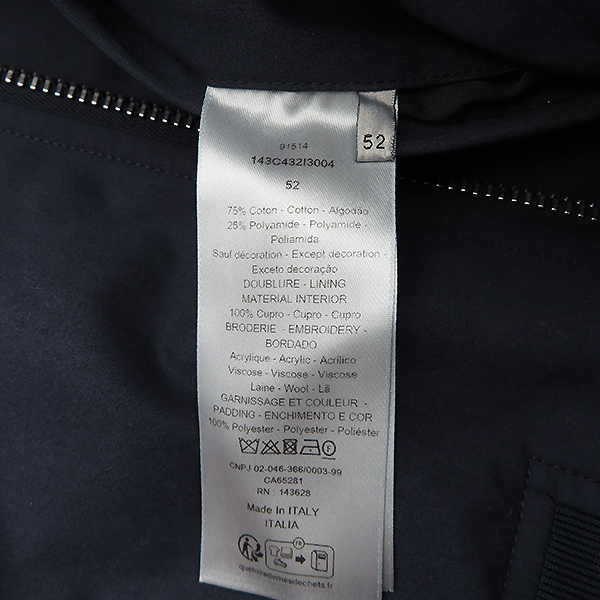 52
91514
143C432I3004
52
75% Coton - Cotton - Algodão
25% Polyamide - Polyamide -
Poliamida
Sauf décoration - Except decoration -
Exceto decoração
DOUBLURE - LINING
MATERIAL INTERIOR
100% Cupro - Cupro - Cupro
BRODERIE - EMBROIDERY -
BORDADO
Acrylique - Acrylic - Acrilico
Viscose - Viscose - Viscose
Laine - Wool - Lã
GARNISSAGE ET COULEUR -
PADDING - ENCHIMENTO E COR
100% Polyester - Polyester - Poliéster
CNPJ 02-046-366/0003-99
CA65281
RN : 143628
Made In ITALY
ITALIA
FR
quefairedemesdechets.fr